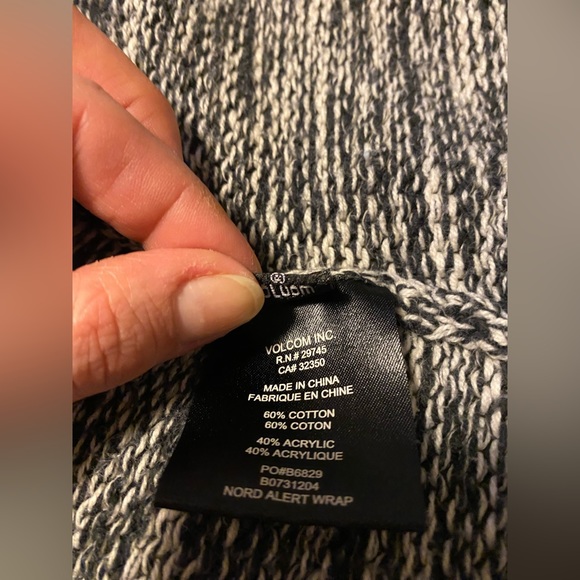 VOLCOM INC.
R.N.# 29745
CA# 32350
MADE IN CHINA
FABRIQUE EN CHINE
60% COTTON
60% COTON
40% ACRYLIC
40% ACRYLIQUE
PO#B6829
B0731204
NORD ALERT WRAP